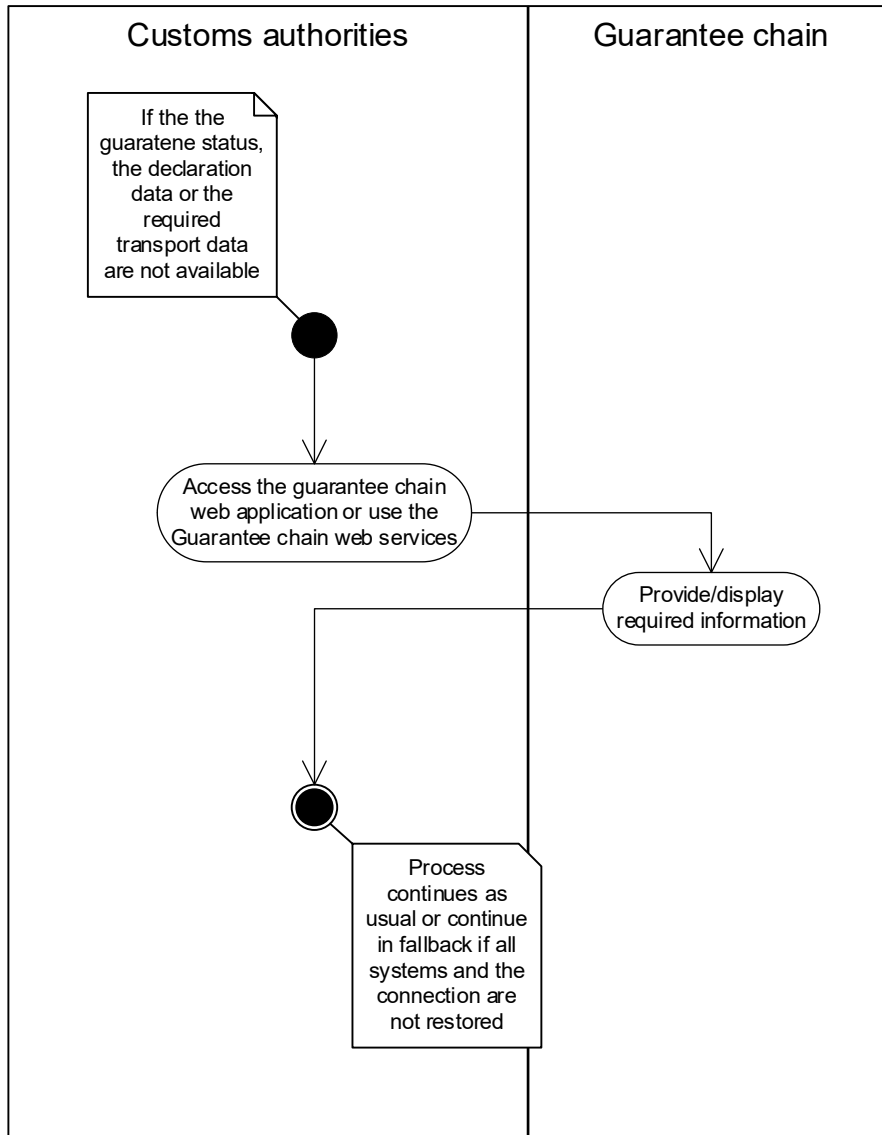 Customs authorities
Guarantee chain
If the the
guaratene status,
the declaration
data or the
required
transport data
are not available
Access the guarantee chain
web application or use the
Guarantee chain web services
Provide/display
required information
Process
continues as
usual or continue
in fallback if all
systems and the
connection are
not restored